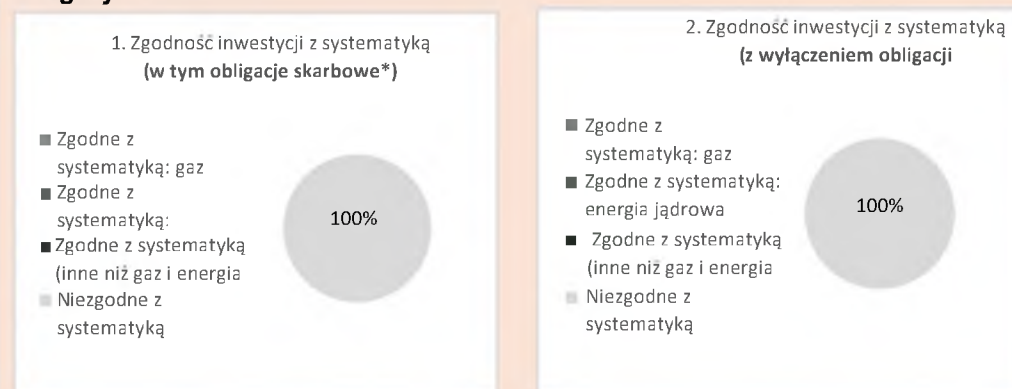 1. Zgodność inwestycji z systematyką
(w tym obligacje skarbowe*)
Zgodne z
systematyką: gaz
Zgodne z
systematyką:
Zgodne z systematyką
(inne niż gaz i energia
Niezgodne z
systematyką
100%
2. Zgodność inwestycji z systematyką
(z wyłączeniem obligacji
Zgodne z
systematyką: gaz
Zgodne z systematyką:
energia jądrowa
Zgodne z systematyką
(inne niż gaz i energia
Niezgodne z
systematyką
100%